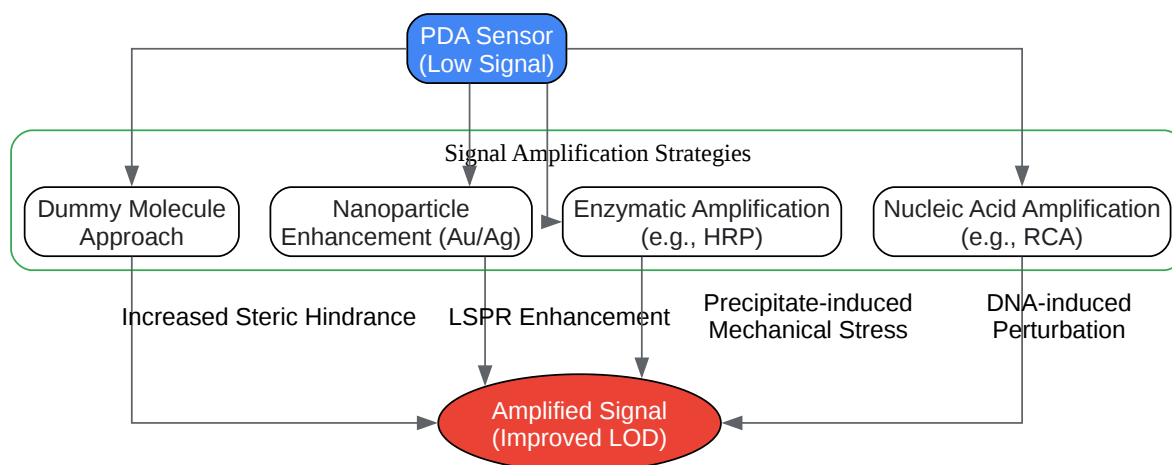 PDA Sensor
(Low Signal)
Signal Amplification Strategies
Dummy Molecule
Approach
Nanoparticle
Enhancement (Au/Ag)
Enzymatic Amplification
(e.g., HRP)
Nucleic Acid Amplification
(e.g., RCA)
Increased Steric Hindrance
LSPR Enhancement
Precipitate-induced
Mechanical Stress
DNA-induced
Perturbation
Amplified Signal
(Improved LOD)